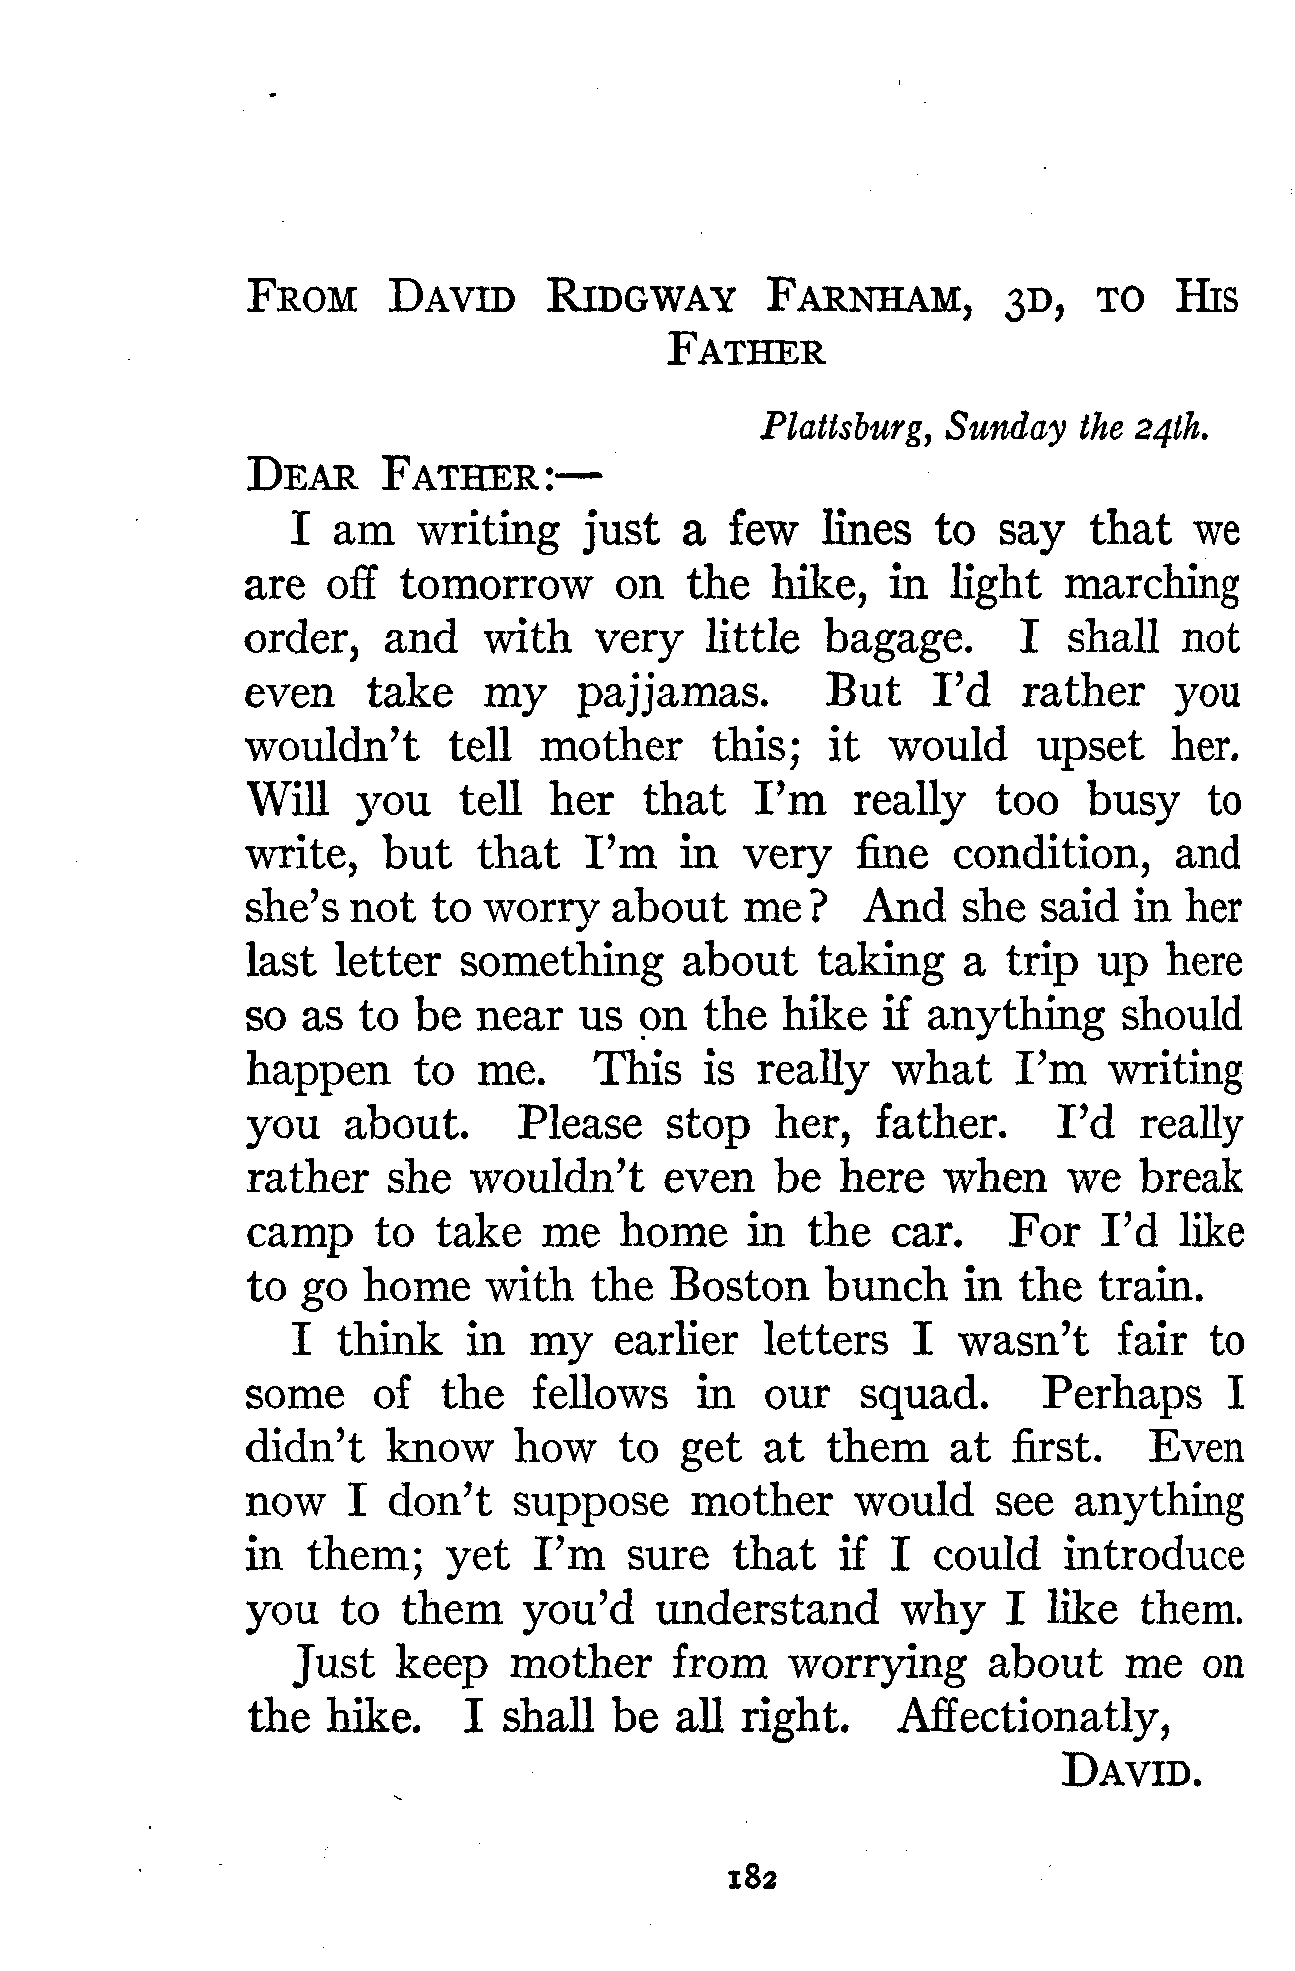 From David Ridgway Farnham, 3d, to His
Father
Plattsburg, Sunday the 24th.
Dear Father:—
I am writing just a few lines to say that we
are off tomorrow on the hike, in light marching
order, and with very little bagage. I shall not
even take my pajjamas. But I'd rather you
wouldn't tell mother this; it would upset her.
Will you tell her that I'm really too busy to
write, but that I'm in very fine condition, and
she's not to worry about me? And she said in her
last letter something about taking a trip up here
so as to be near us on the hike if anything should
happen to me. This is really what I'm writing
you about. Please stop her, father. I'd really
rather she wouldn't even be here when we break
camp to take me home in the car. For I'd like
to go home with the Boston bunch in the train.
I think in my earlier letters I wasn't fair to
some of the fellows in our squad. Perhaps I
didn't know how to get at them at first. Even
now I don't suppose mother would see anything
in them; yet I'm sure that if I could introduce
you to them you'd understand why I like them.
Just keep mother from worrying about me on
the hike. I shall be all right. Affectionatly,
David.
182